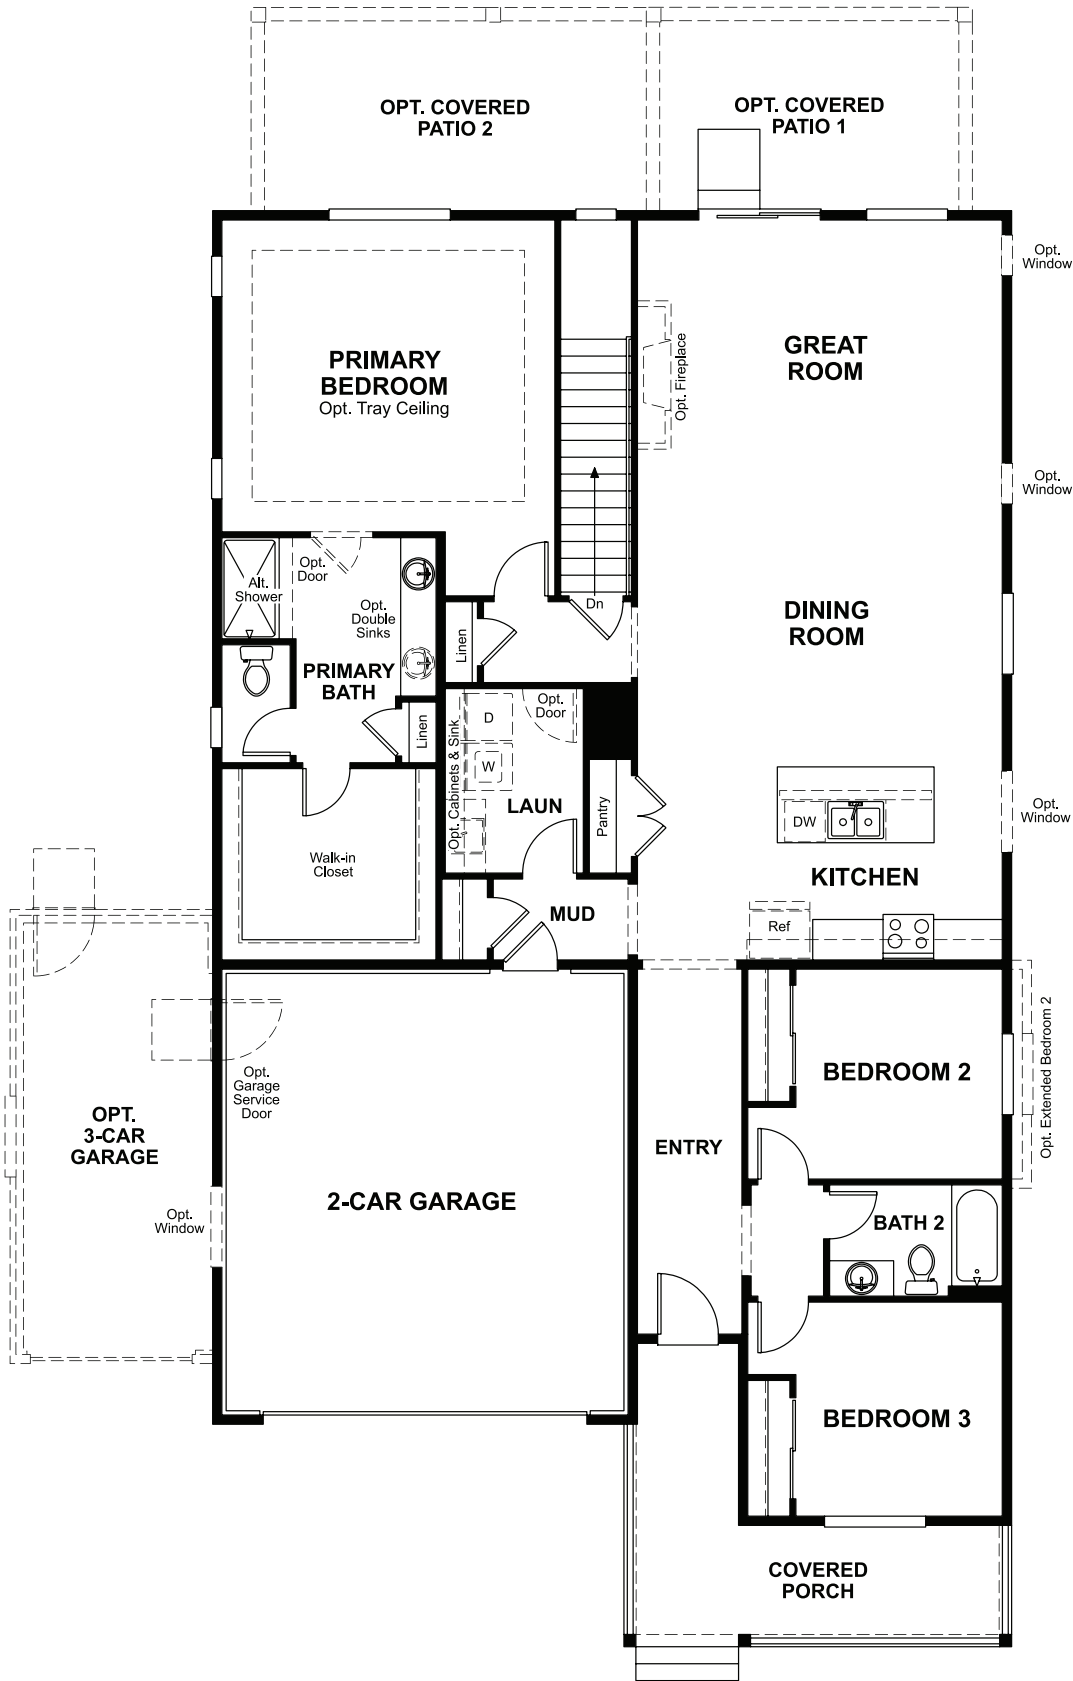 OPT. COVERED
PATIO 2
OPT. COVERED
PATIO 1
Opt.
Window
PRIMARY
BEDROOM
Opt. Tray Ceiling
Opt. Fireplace
GREAT
ROOM
Opt.
Window
Opt.
Door
Alt.
Shower
Opt.
Double
Sinks
Dn
DINING
ROOM
Linen
PRIMARY
BATH
Linen
Opt. Cabinets & Sink
D
W
Opt.
Door
LAUN
Pantry
DW
Opt.
Window
Walk-in
Closet
KITCHEN
MUD
Ref
Opt.
Garage
Service
Door
OPT.
3-CAR
GARAGE
BEDROOM 2
Opt. Extended Bedroom 2
ENTRY
2-CAR GARAGE
Opt.
Window
BATH 2
BEDROOM 3
COVERED
PORCH